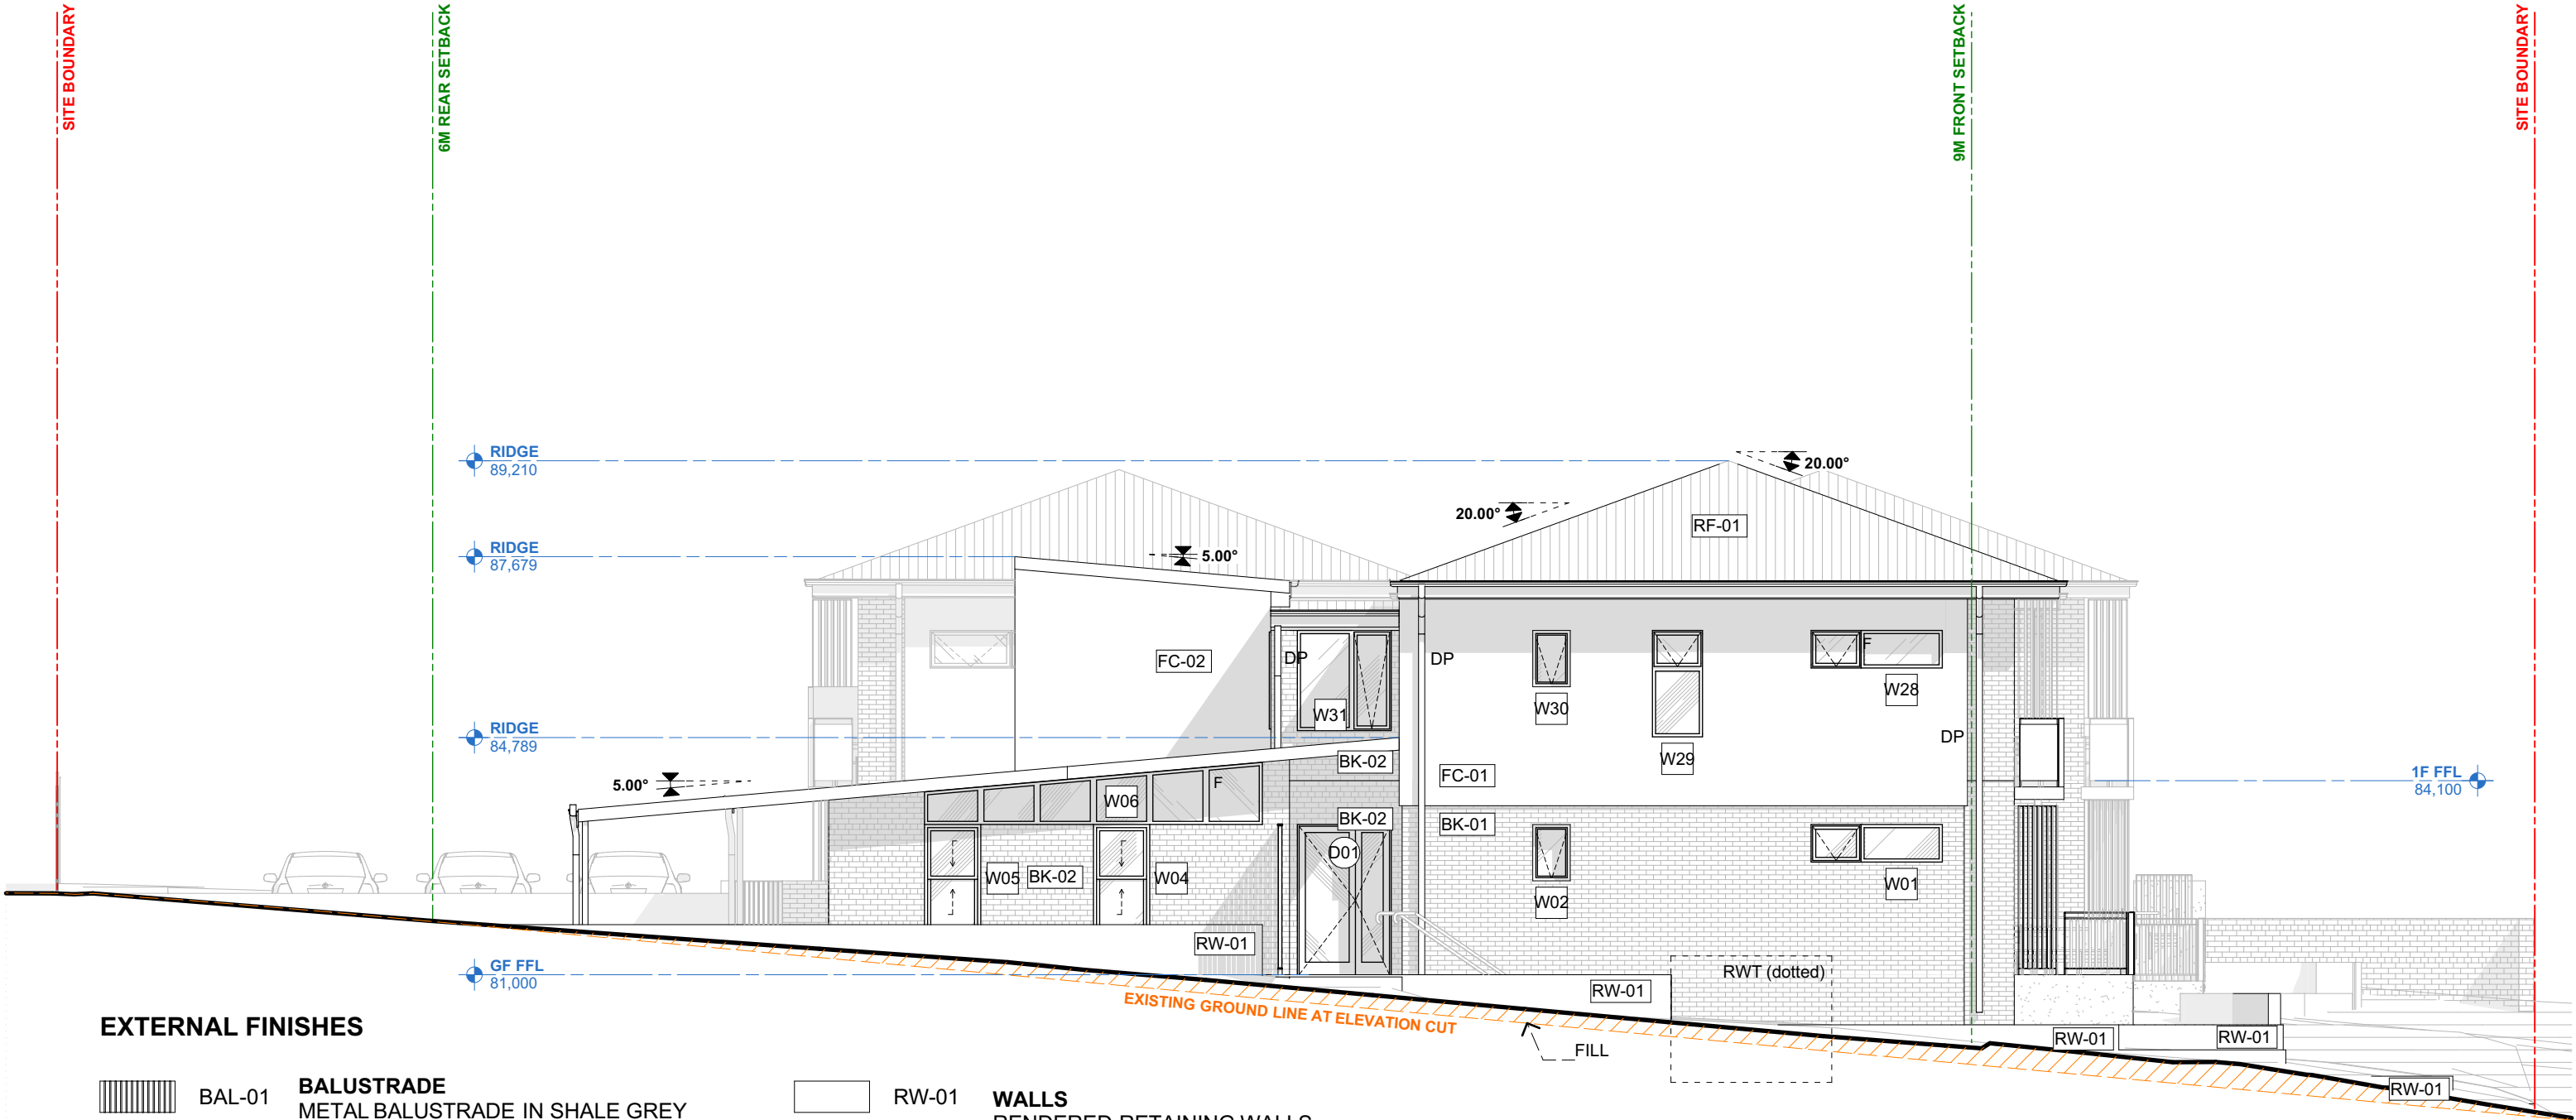 SITE BOUNDARY
6M REAR SETBACK
9M FRONT SETBACK
SITE BOUNDARY
RIDGE
89,210
20.00°
20.00°
RF-01
RIDGE
87,679
5.00°
FC-02
DP
DP
F
W28
W30
W31
RIDGE
84,789
DP
W29
BK-02
FC-01
1F FFL
84,100
5.00°
F
W06
BK-02
BK-01
D01
W05
BK-02
W04
W01
W02
RW-01
GF FFL
81,000
RWT (dotted)
RW-01
EXISTING GROUND LINE AT ELEVATION CUT
FILL
RW-01
RW-01
RW-01
EXTERNAL FINISHES
BAL-01
BALUSTRADE
METAL BALUSTRADE IN SHALE GREY
RW-01
WALLS
RENDERED RETAINING WALLS